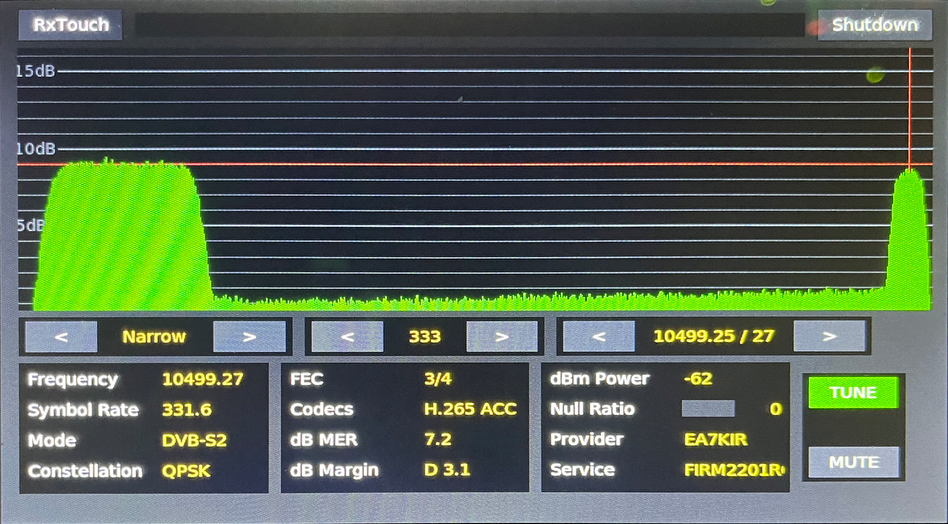 RxTouch Shutdown
15dB
10dB
5dB
< Narrow > < 333 > < 10499.25 / 27 >
Frequency 10499.27 FEC 3/4 dBm Power -62 TUNE
Symbol Rate 331.6 Codecs H.265 ACC Null Ratio 0
Mode DVB-S2 dB MER 7.2 Provider EA7KIR
Constellation QPSK dB Margin D 3.1 Service FIRM2201R MUTE